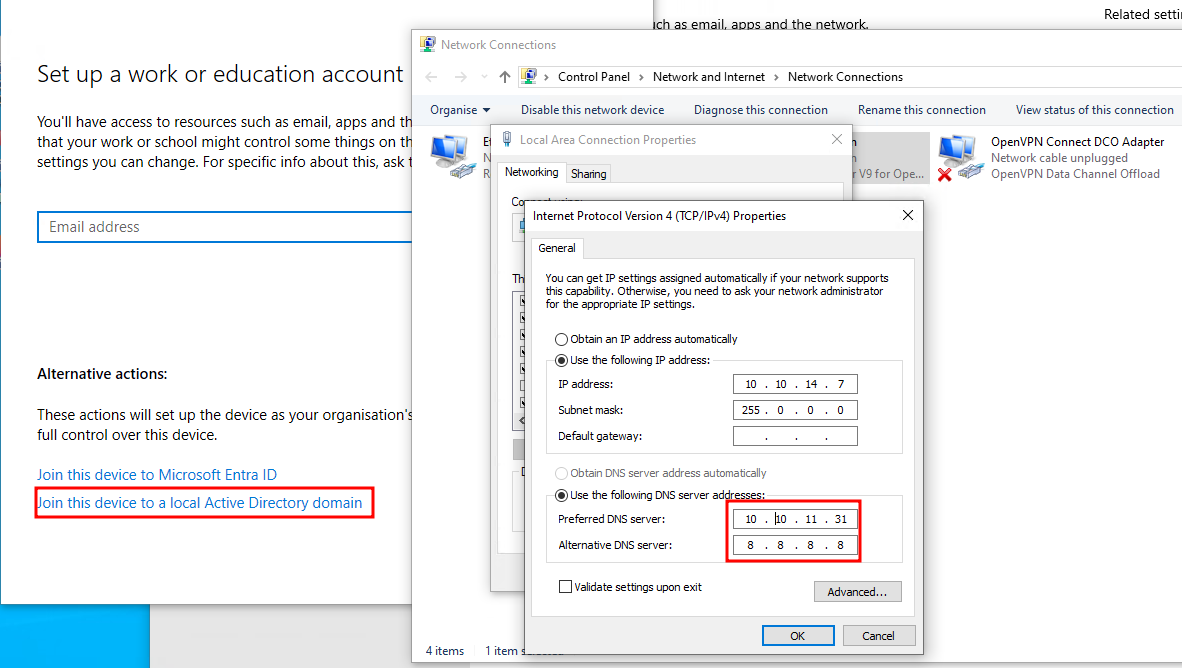 uch as email, apps and the network.
Related setti
Set up a work or education account
You'll have access to resources such as email, apps and th
that your work or school might control some things on th
settings you can change. For specific info about this, ask t
Email address
Alternative actions:
These actions will set up the device as your organisation's
full control over this device.
Join this device to Microsoft Entra ID
Join this device to a local Active Directory domain
Network Connections
Control Panel > Network and Internet > Network Connections
Organise
Disable this network device
Diagnose this connection
Rename this connection
View status of this connection
r V9 for Ope...
OpenVPN Connect DCO Adapter
Network cable unplugged
OpenVPN Data Channel Offload
Local Area Connection Properties
Networking
Sharing
Internet Protocol Version 4 (TCP/IPv4) Properties
General
You can get IP settings assigned automatically if your network supports
this capability. Otherwise, you need to ask your network administrator
for the appropriate IP settings.
Obtain an IP address automatically
Use the following IP address:
IP address: 10 . 10 . 14 . 7
Subnet mask: 255 . 0 . 0 . 0
Default gateway: . . .
Obtain DNS server address automatically
Use the following DNS server addresses:
Preferred DNS server: 10 . 10 . 11 . 31
Alternative DNS server: 8 . 8 . 8 . 8
Validate settings upon exit
Advanced...
OK
Cancel
4 items
1 item